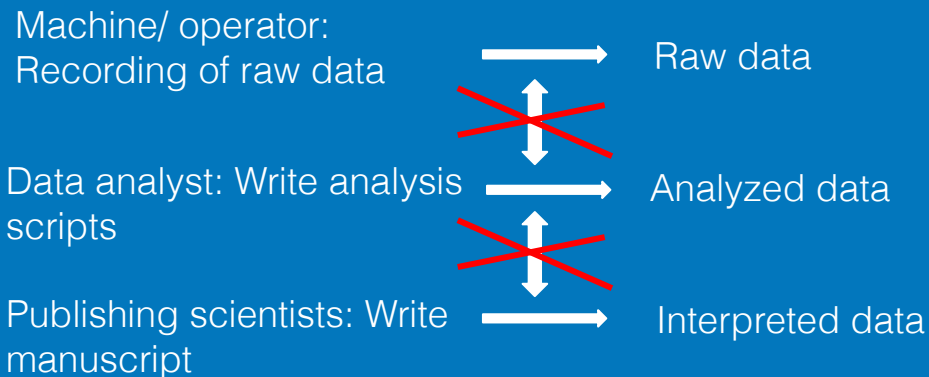 Machine/ operator:
Recording of raw data
Raw data
Data analyst: Write analysis
scripts
Analyzed data
Publishing scientists: Write
manuscript
Interpreted data